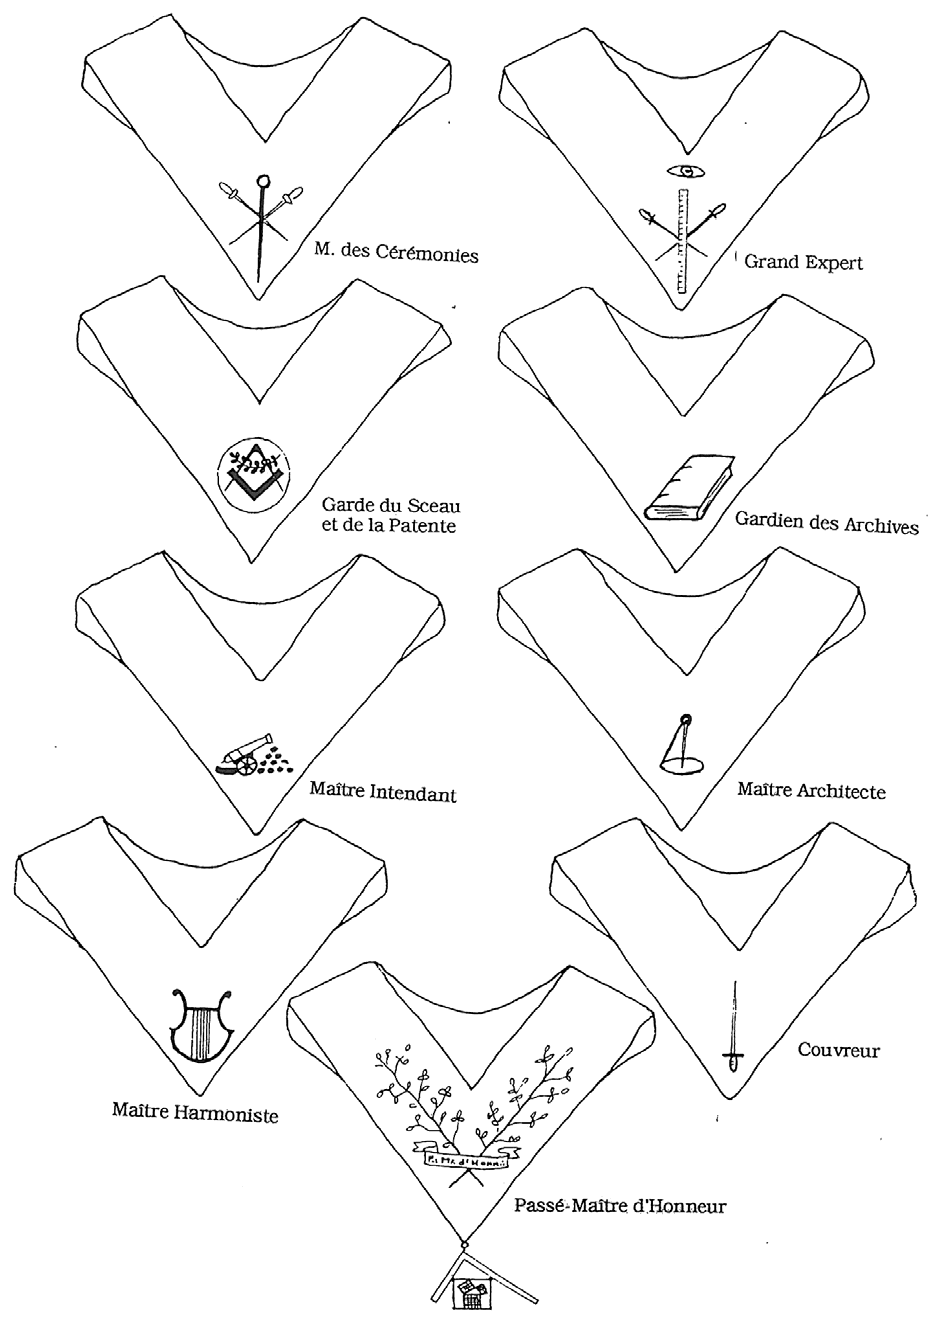 M. des Cérémonies
Grand Expert
Garde du Sceau
et de la Patente
Gardien des Archives
Maître Intendant
Maître Architecte
Maître Harmoniste
Couvreur
d'Honn
Passé-Maître d'Honneur